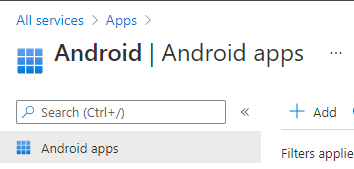 All services > Apps >
Android | Android apps ...
Search (Ctrl+/) «
+ Add
Android apps
Filters applie